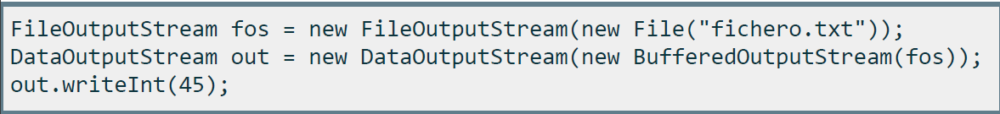 FileOutputStream fos = new FileOutputStream(new File("fichero.txt"));
DataOutputStream out = new DataOutputStream(new BufferedOutputStream(fos));
out.writeInt(45);